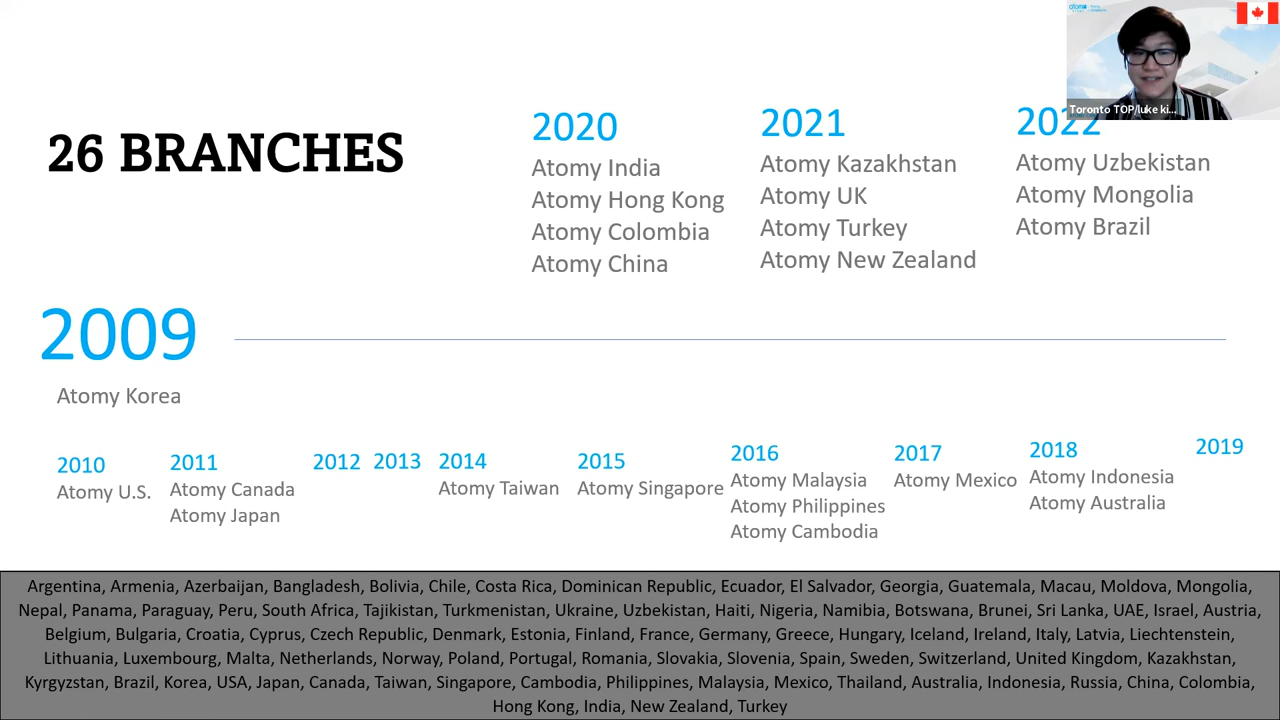 26 BRANCHES
2020
Atomy India
Atomy Hong Kong
Atomy Colombia
Atomy China
2021
Atomy Kazakhstan
Atomy UK
Atomy Turkey
Atomy New Zealand
2022
Atomy Uzbekistan
Atomy Mongolia
Atomy Brazil
Toronto TOP/luke ki...
2009
Atomy Korea
2010
Atomy U.S.
2011
Atomy Canada
Atomy Japan
2012
2013
2014
Atomy Taiwan
2015
Atomy Singapore
2016
Atomy Malaysia
Atomy Philippines
Atomy Cambodia
2017
Atomy Mexico
2018
Atomy Indonesia
Atomy Australia
2019
Argentina, Armenia, Azerbaijan, Bangladesh, Bolivia, Chile, Costa Rica, Dominican Republic, Ecuador, El Salvador, Georgia, Guatemala, Macau, Moldova, Mongolia,
Nepal, Panama, Paraguay, Peru, South Africa, Tajikistan, Turkmenistan, Ukraine, Uzbekistan, Haiti, Nigeria, Namibia, Botswana, Brunei, Sri Lanka, UAE, Israel, Austria,
Belgium, Bulgaria, Croatia, Cyprus, Czech Republic, Denmark, Estonia, Finland, France, Germany, Greece, Hungary, Iceland, Ireland, Italy, Latvia, Liechtenstein,
Lithuania, Luxembourg, Malta, Netherlands, Norway, Poland, Portugal, Romania, Slovakia, Slovenia, Spain, Sweden, Switzerland, United Kingdom, Kazakhstan,
Kyrgyzstan, Brazil, Korea, USA, Japan, Canada, Taiwan, Singapore, Cambodia, Philippines, Malaysia, Mexico, Thailand, Australia, Indonesia, Russia, China, Colombia,
Hong Kong, India, New Zealand, Turkey